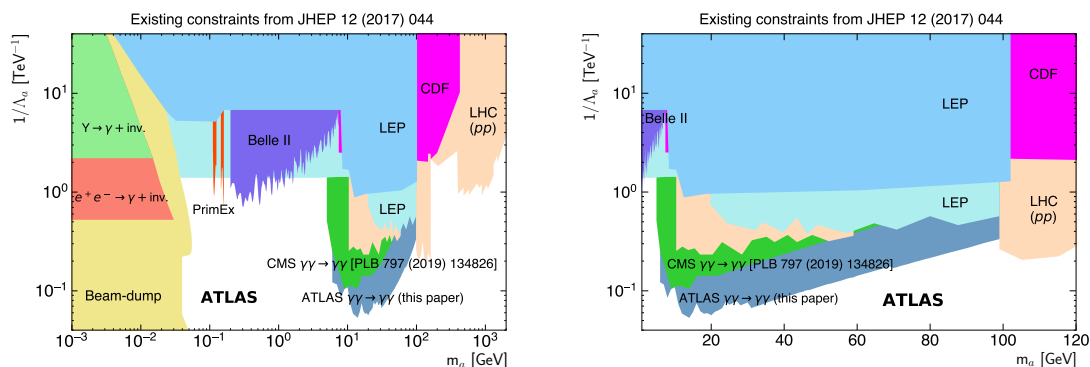 Existing constraints from JHEP 12 (2017) 044
1/Λₐ [TeV⁻¹]
10¹
10⁰
10⁻¹
Υ → γ + inv.
e⁺e⁻ → γ + inv.
Beam-dump
PrimEx
Belle II
LEP
CDF
LHC
(pp)
LEP
CMS γγ → γγ [PLB 797 (2019) 134826]
ATLAS γγ → γγ (this paper)
ATLAS
10⁻³ 10⁻² 10⁻¹ 10⁰ 10¹ 10² 10³
mₐ [GeV]
Existing constraints from JHEP 12 (2017) 044
1/Λₐ [TeV⁻¹]
10¹
10⁰
10⁻¹
Belle II
LEP
CDF
LEP
LHC
(pp)
CMS γγ → γγ [PLB 797 (2019) 134826]
ATLAS γγ → γγ (this paper)
ATLAS
20 40 60 80 100 120
mₐ [GeV]